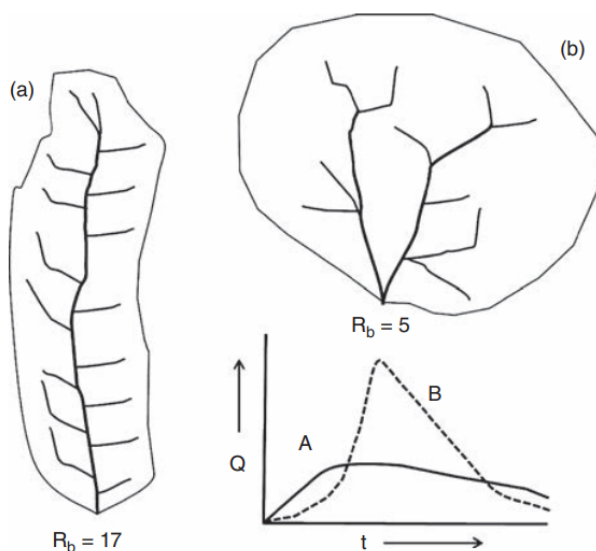 (a)
(b)
R_b = 17
R_b = 5
A
B
Q
t